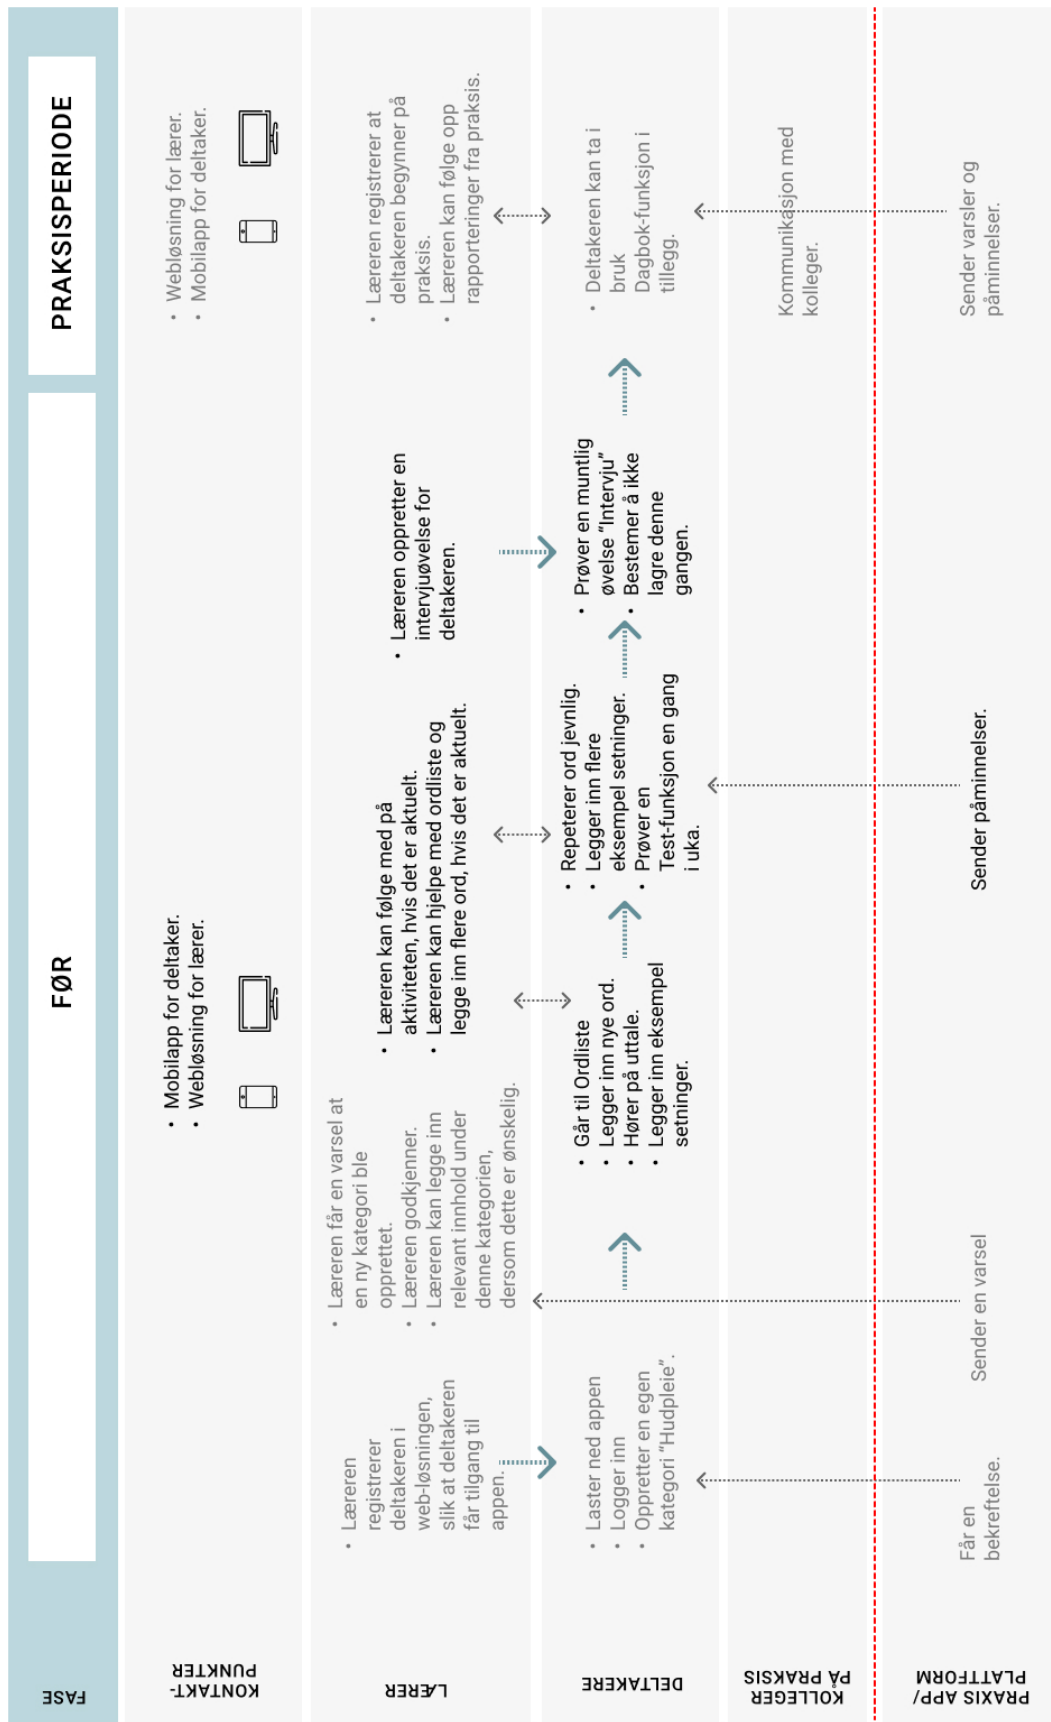 FASE
FØR
PRAKSISPERIODE
KONTAKT-
PUNKTER
• Mobilapp for deltaker.
• Webløsning for lærer.
• Webløsning for lærer.
• Mobilapp for deltaker.
LÆRER
• Læreren
registrerer
deltakeren i
web-løsningen,
slik at deltakeren
får tilgang til
appen.
• Læreren får en varsel at
en ny kategori ble
opprettet.
• Læreren godkjenner.
• Læreren kan legge inn
relevant innhold under
denne kategorien,
dersom dette er ønskelig.
• Læreren kan følge med på
aktiviteten, hvis det er aktuelt.
• Læreren kan hjelpe med ordliste og
legge inn flere ord, hvis det er aktuelt.
• Læreren oppretter en
intervjuøvelse for
deltakeren.
• Læreren registrerer at
deltakeren begynner på
praksis.
• Læreren kan følge opp
rapporteringer fra praksis.
DELTAKERE
• Laster ned appen
• Logger inn
• Oppretter en egen
kategori “Hudpleie”.
• Går til Ordliste
• Legger inn nye ord.
• Hører på uttale.
• Legger inn eksempel
setninger.
• Repeterer ord jevnlig.
• Legger inn flere
eksempel setninger.
• Prøver en
Test-funksjon en gang
i uka.
• Prøver en muntlig
øvelse “Intervju”
• Bestemer å ikke
lagre denne
gangen.
• Deltakeren kan ta i
bruk
Dagbok-funksjon i
tillegg.
KOLLEGER
PÅ PRAKSIS
Kommunikasjon med
kolleger.
PRAXIS APP/
PLATTFORM
Får en
bekreftelse.
Sender en varsel
Sender påminnelser.
Sender varsler og
påminnelser.